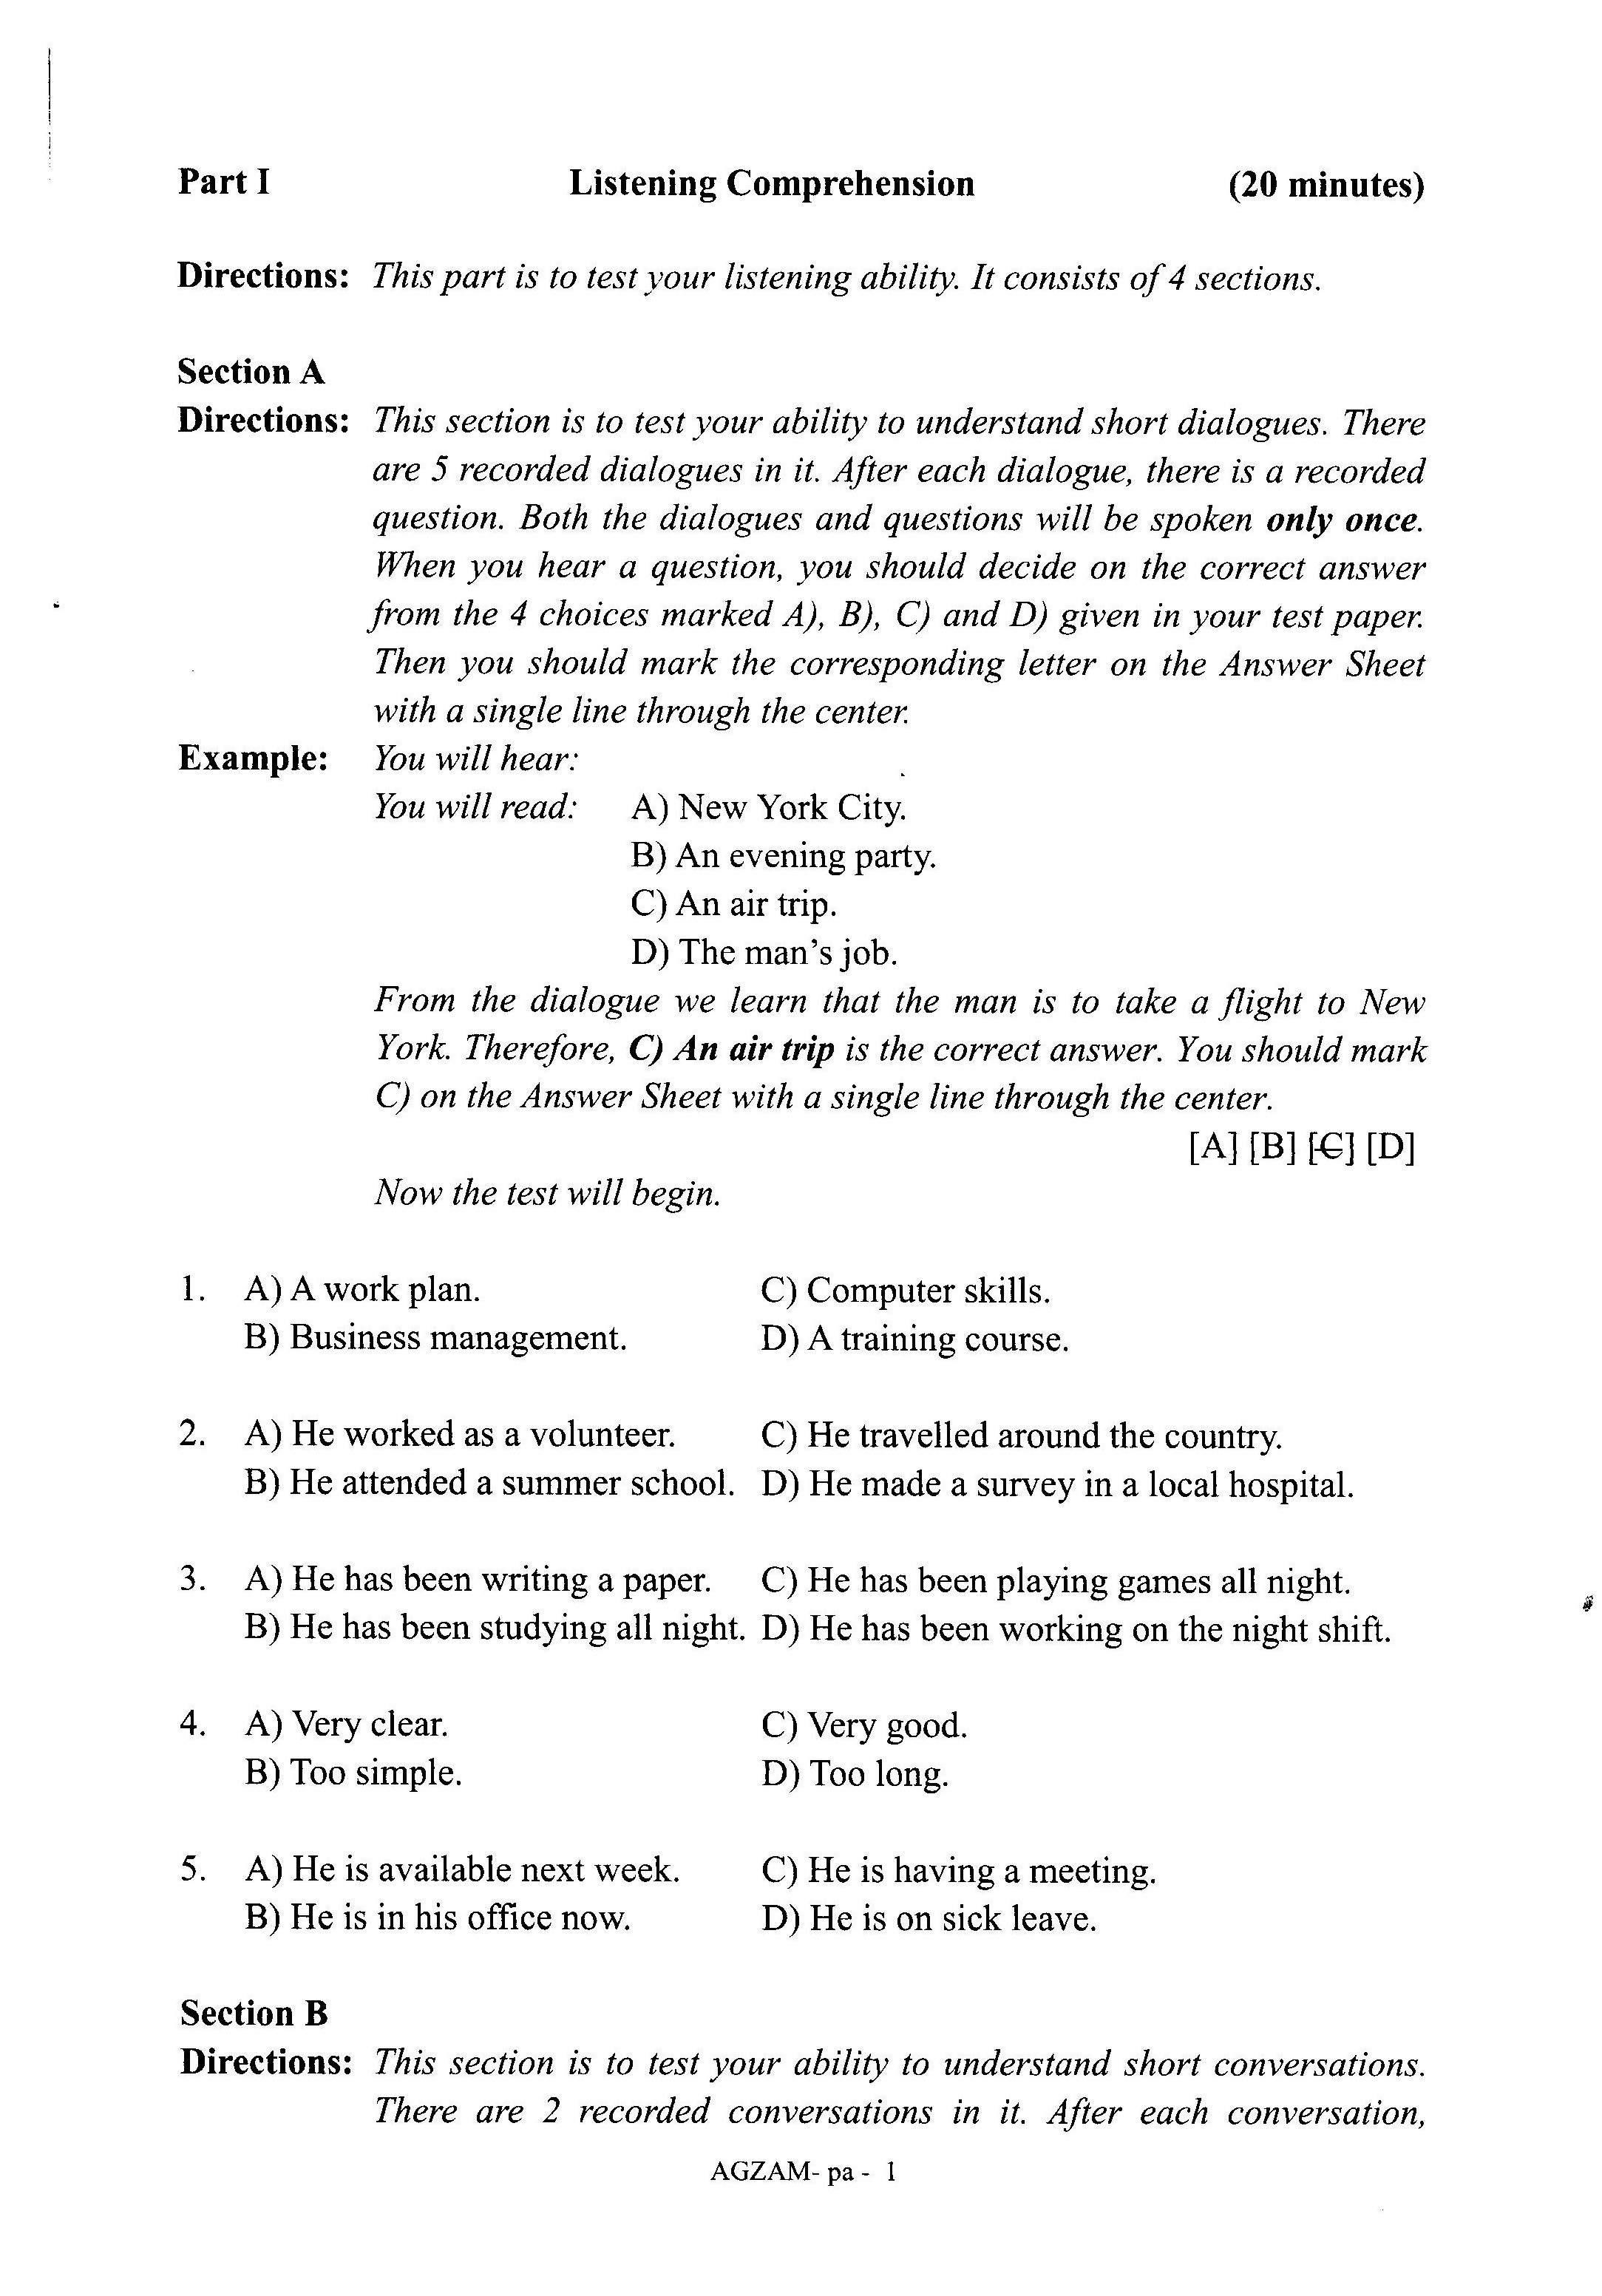 Part I Listening Comprehension (20 minutes)
Directions: This part is to test your listening ability. It consists of 4 sections.
Section A
Directions: This section is to test your ability to understand short dialogues. There
are 5 recorded dialogues in it. After each dialogue, there is a recorded
question. Both the dialogues and questions will be spoken only once.
When you hear a question, you should decide on the correct answer
from the 4 choices marked A), B), C) and D) given in your test paper.
Then you should mark the corresponding letter on the Answer Sheet
with a single line through the center.
Example: You will hear:
You will read: A) New York City.
B) An evening party.
C) An air trip.
D) The man's job.
From the dialogue we learn that the man is to take a flight to New
York. Therefore, C) An air trip is the correct answer. You should mark
C) on the Answer Sheet with a single line through the center.
[A] [B] [C] [D]
Now the test will begin.
1. A) A work plan. C) Computer skills.
B) Business management. D) A training course.
2. A) He worked as a volunteer. C) He travelled around the country.
B) He attended a summer school. D) He made a survey in a local hospital.
3. A) He has been writing a paper. C) He has been playing games all night.
B) He has been studying all night. D) He has been working on the night shift.
4. A) Very clear. C) Very good.
B) Too simple. D) Too long.
5. A) He is available next week. C) He is having a meeting.
B) He is in his office now. D) He is on sick leave.
Section B
Directions: This section is to test your ability to understand short conversations.
There are 2 recorded conversations in it. After each conversation,
AGZAM- pa - 1